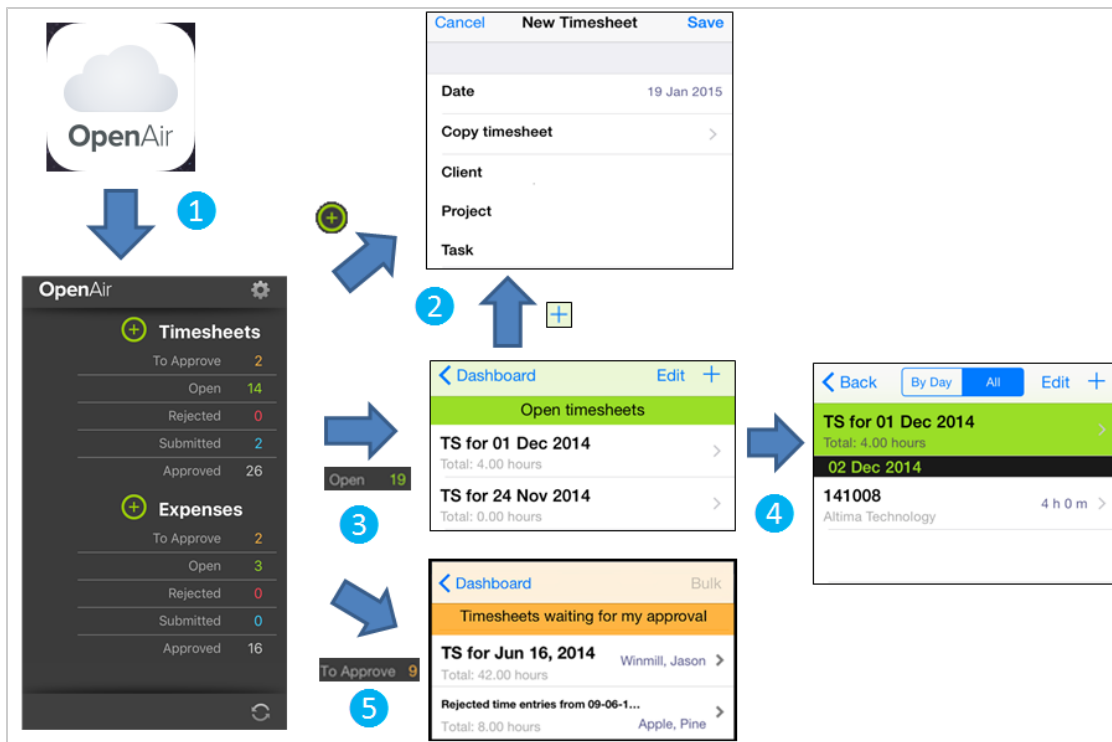 OpenAir
1
OpenAir
Timesheets
To Approve 2
Open 14
Rejected 0
Submitted 2
Approved 26
Expenses
To Approve 2
Open 3
Rejected 0
Submitted 0
Approved 16
Cancel New Timesheet Save
Date 19 Jan 2015
Copy timesheet
Client
Project
Task
2
Dashboard Edit +
Open timesheets
TS for 01 Dec 2014
Total: 4.00 hours
TS for 24 Nov 2014
Total: 0.00 hours
Open 19
3
Back By Day All Edit +
TS for 01 Dec 2014
Total: 4.00 hours
02 Dec 2014
141008 4 h 0 m
Altima Technology
4
Dashboard Bulk
Timesheets waiting for my approval
TS for Jun 16, 2014 Winmill, Jason
Total: 42.00 hours
Rejected time entries from 09-06-1...
Total: 8.00 hours Apple, Pine
To Approve 9
5